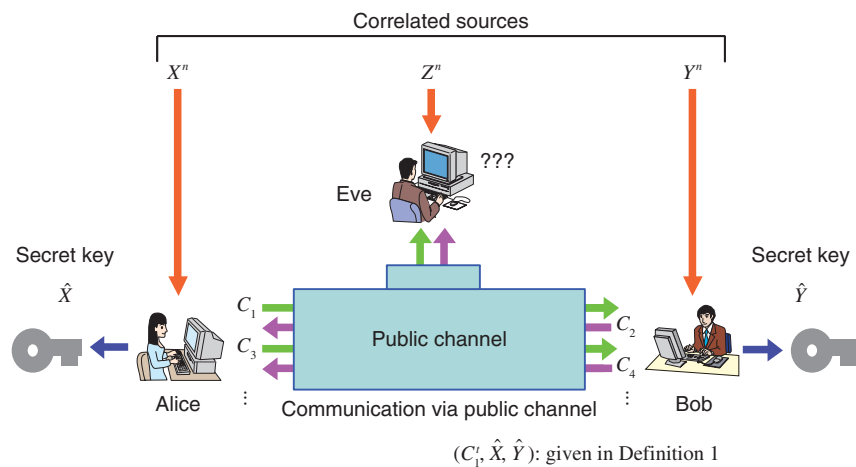 Correlated sources
Xⁿ Zⁿ Yⁿ
???
Eve
Secret key Secret key
X̂ Ŷ
C₁ C₂
Public channel
C₃ C₄
Alice ⋮ Communication via public channel ⋮ Bob
(C₁ᵗ, X̂, Ŷ): given in Definition 1